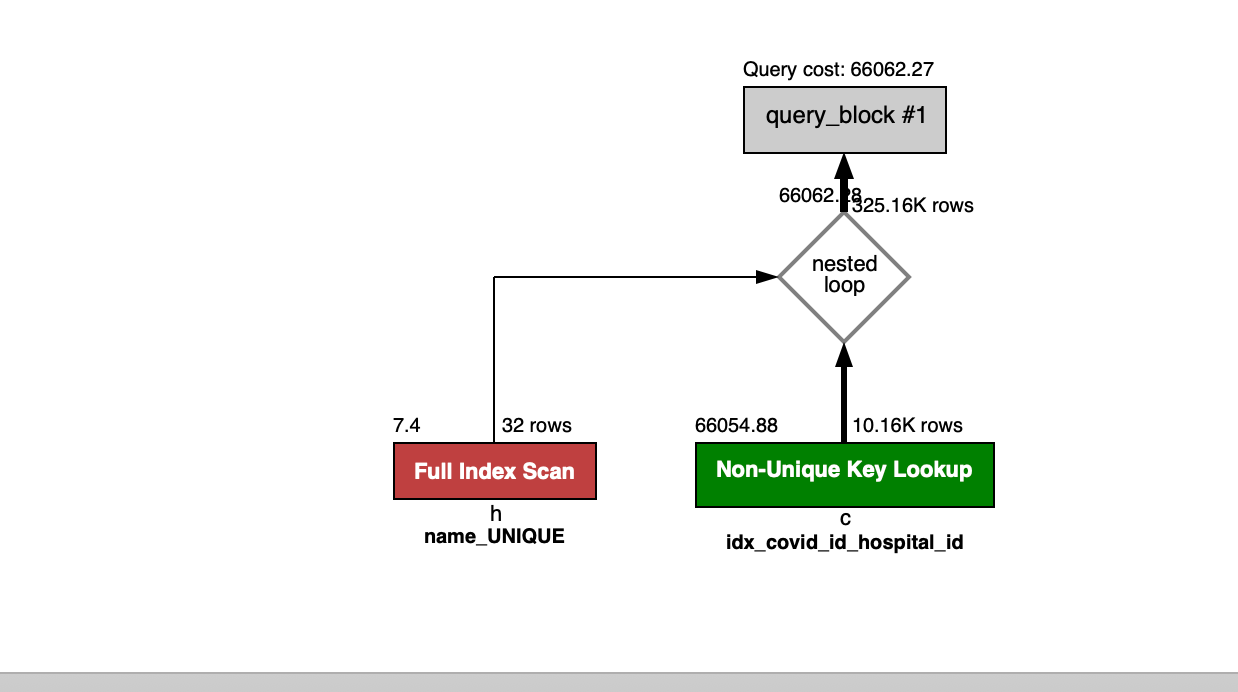 Query cost: 66062.27
query_block #1
66062.28
325.16K rows
nested
loop
7.4
32 rows
66054.88
10.16K rows
Full Index Scan
Non-Unique Key Lookup
h
c
name_UNIQUE
idx_covid_id_hospital_id